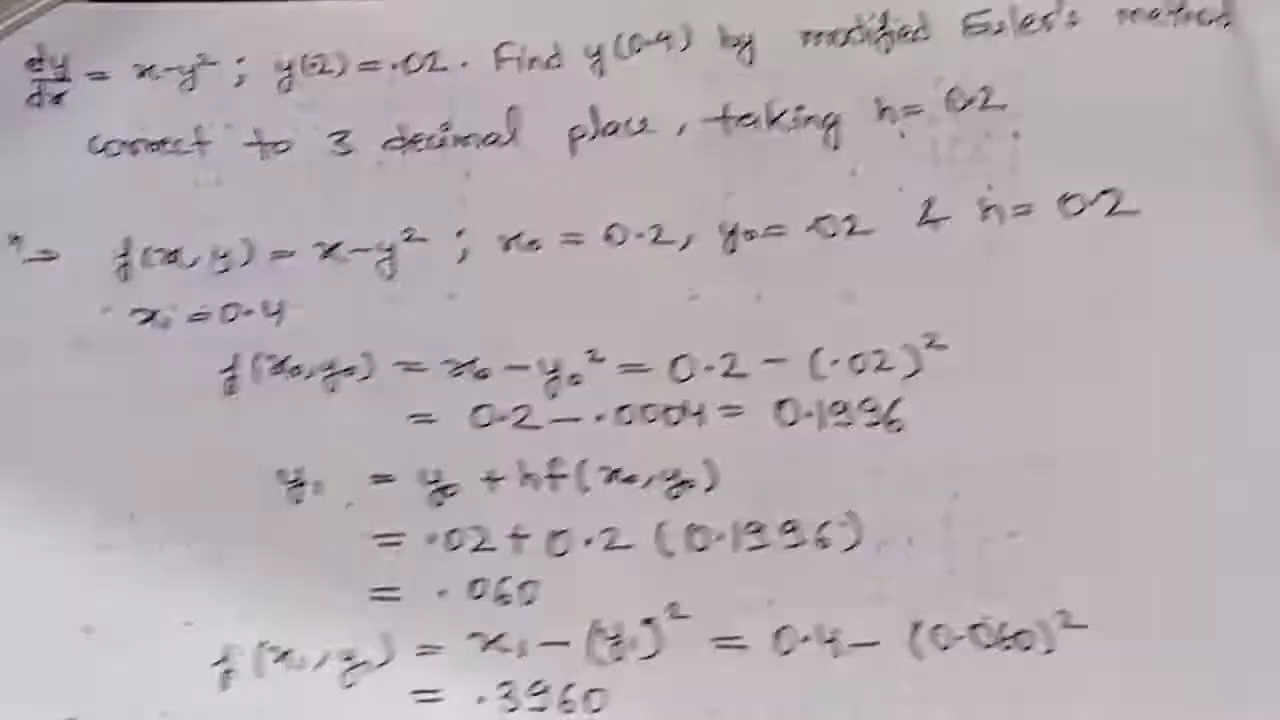 dy/dx = x-y² ; y(2) = .02 . Find y(0.4) by modified Euler's method
correct to 3 decimal place, taking h= 0.2
⇒ f(x,y) = x-y² ; x₀ = 0.2, y₀= .02 & h= 0.2
x₁ = 0.4
f(x₀,y₀) = x₀ - y₀² = 0.2 - (.02)²
= 0.2 - .0004 = 0.1996
y₁ = y₀ + hf(x₀,y₀)
= .02 + 0.2 (0.1996)
= .060
f(x₁,y₁) = x₁ - (y₁)² = 0.4 - (0.060)²
= .3960